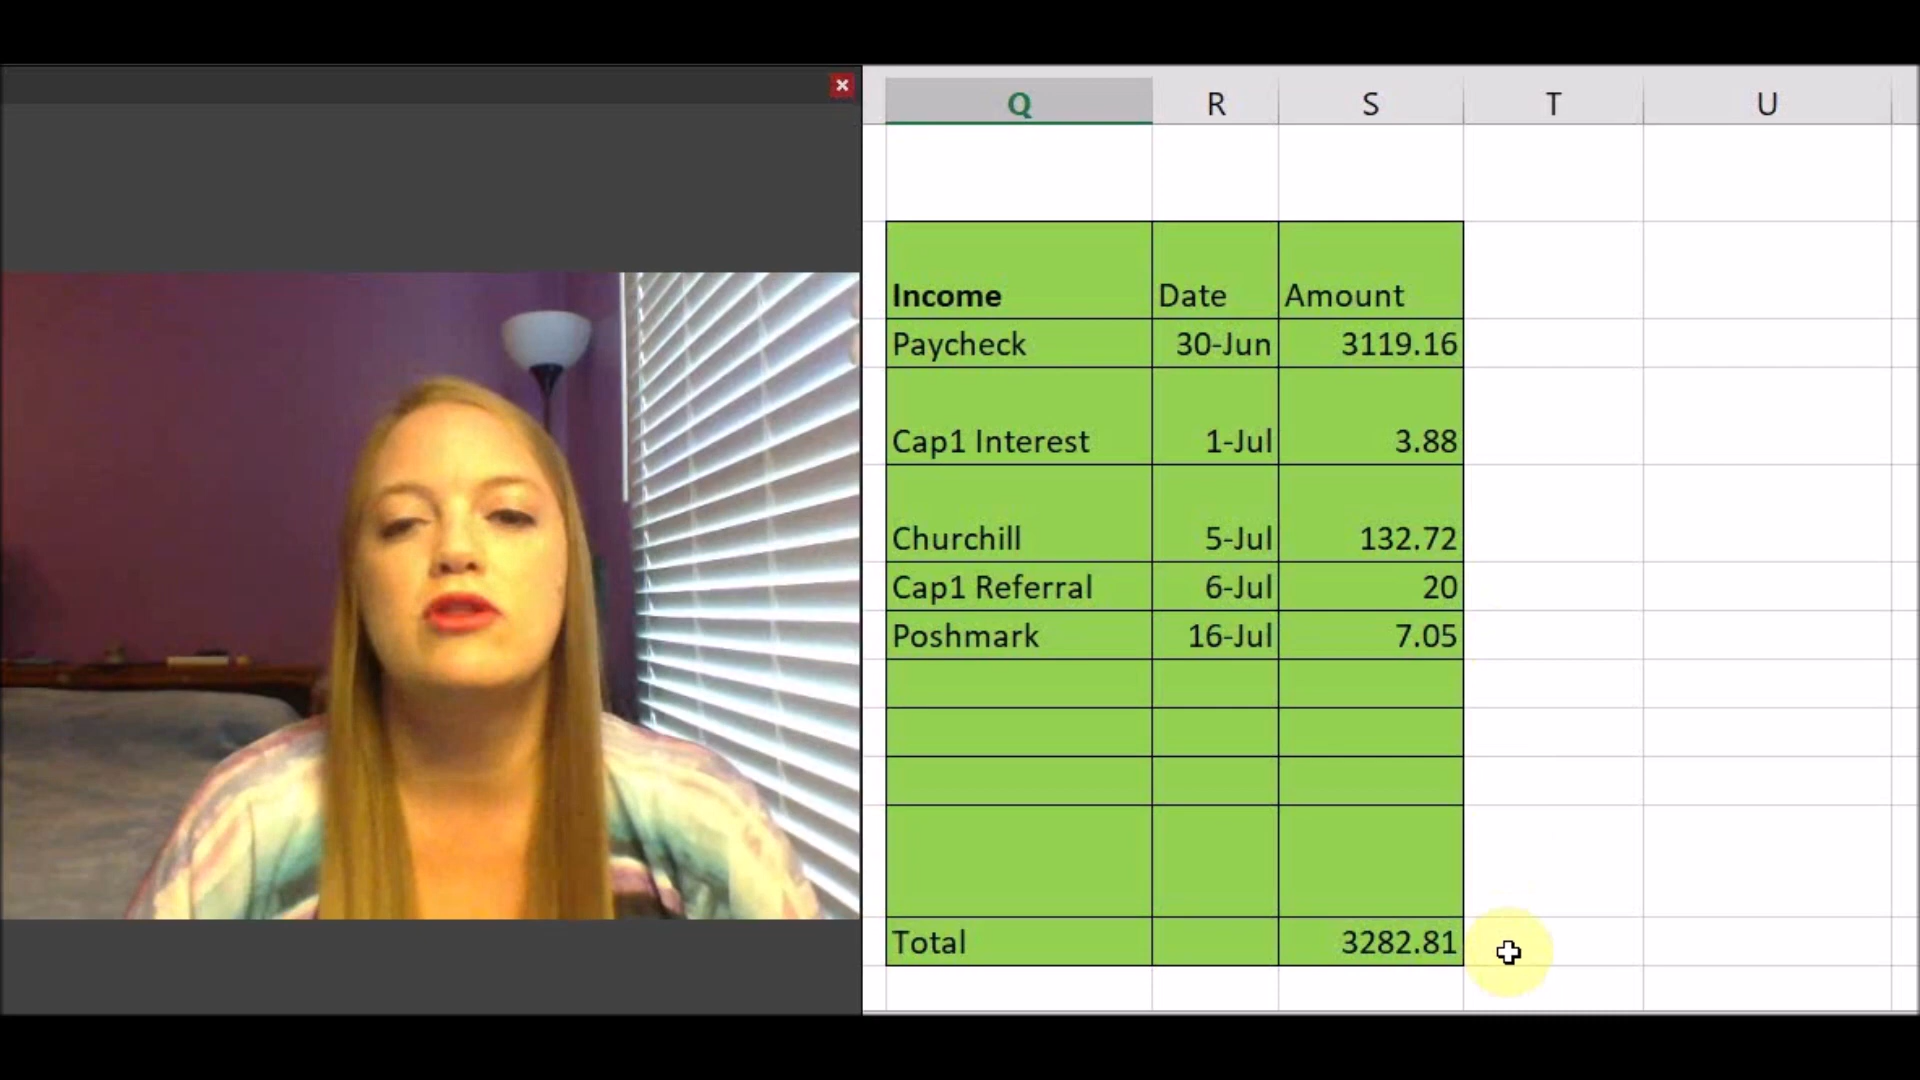 Q R S T U
Income Date Amount
Paycheck 30-Jun 3119.16
Cap1 Interest 1-Jul 3.88
Churchill 5-Jul 132.72
Cap1 Referral 6-Jul 20
Poshmark 16-Jul 7.05
Total 3282.81